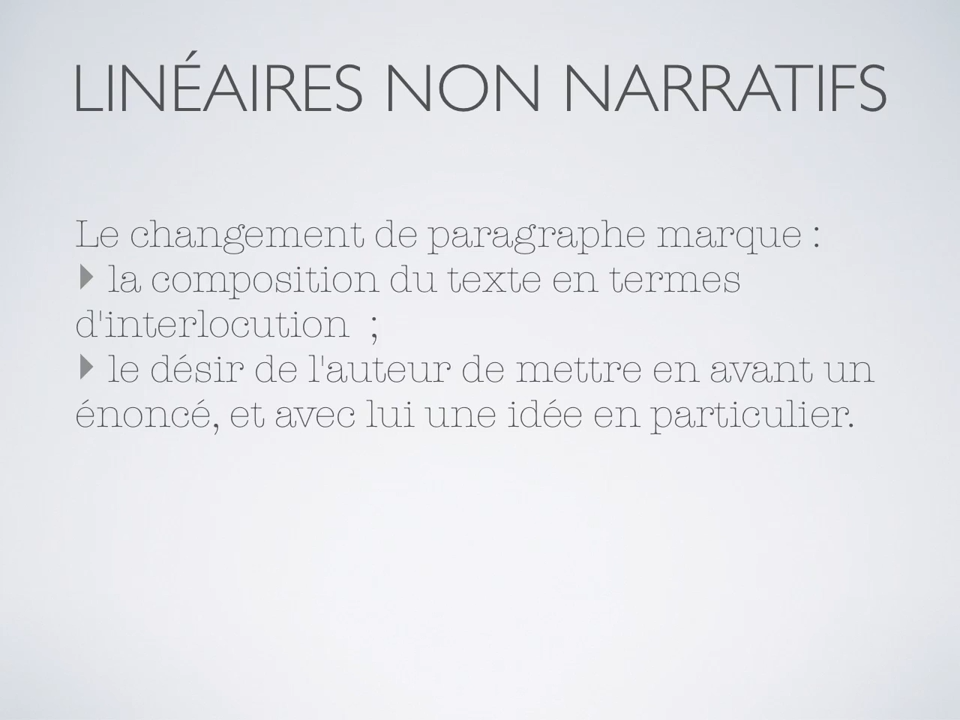 LINÉAIRES NON NARRATIFS
Le changement de paragraphe marque :
‣ la composition du texte en termes
d'interlocution  ;
‣ le désir de l'auteur de mettre en avant un
énoncé, et avec lui une idée en particulier.